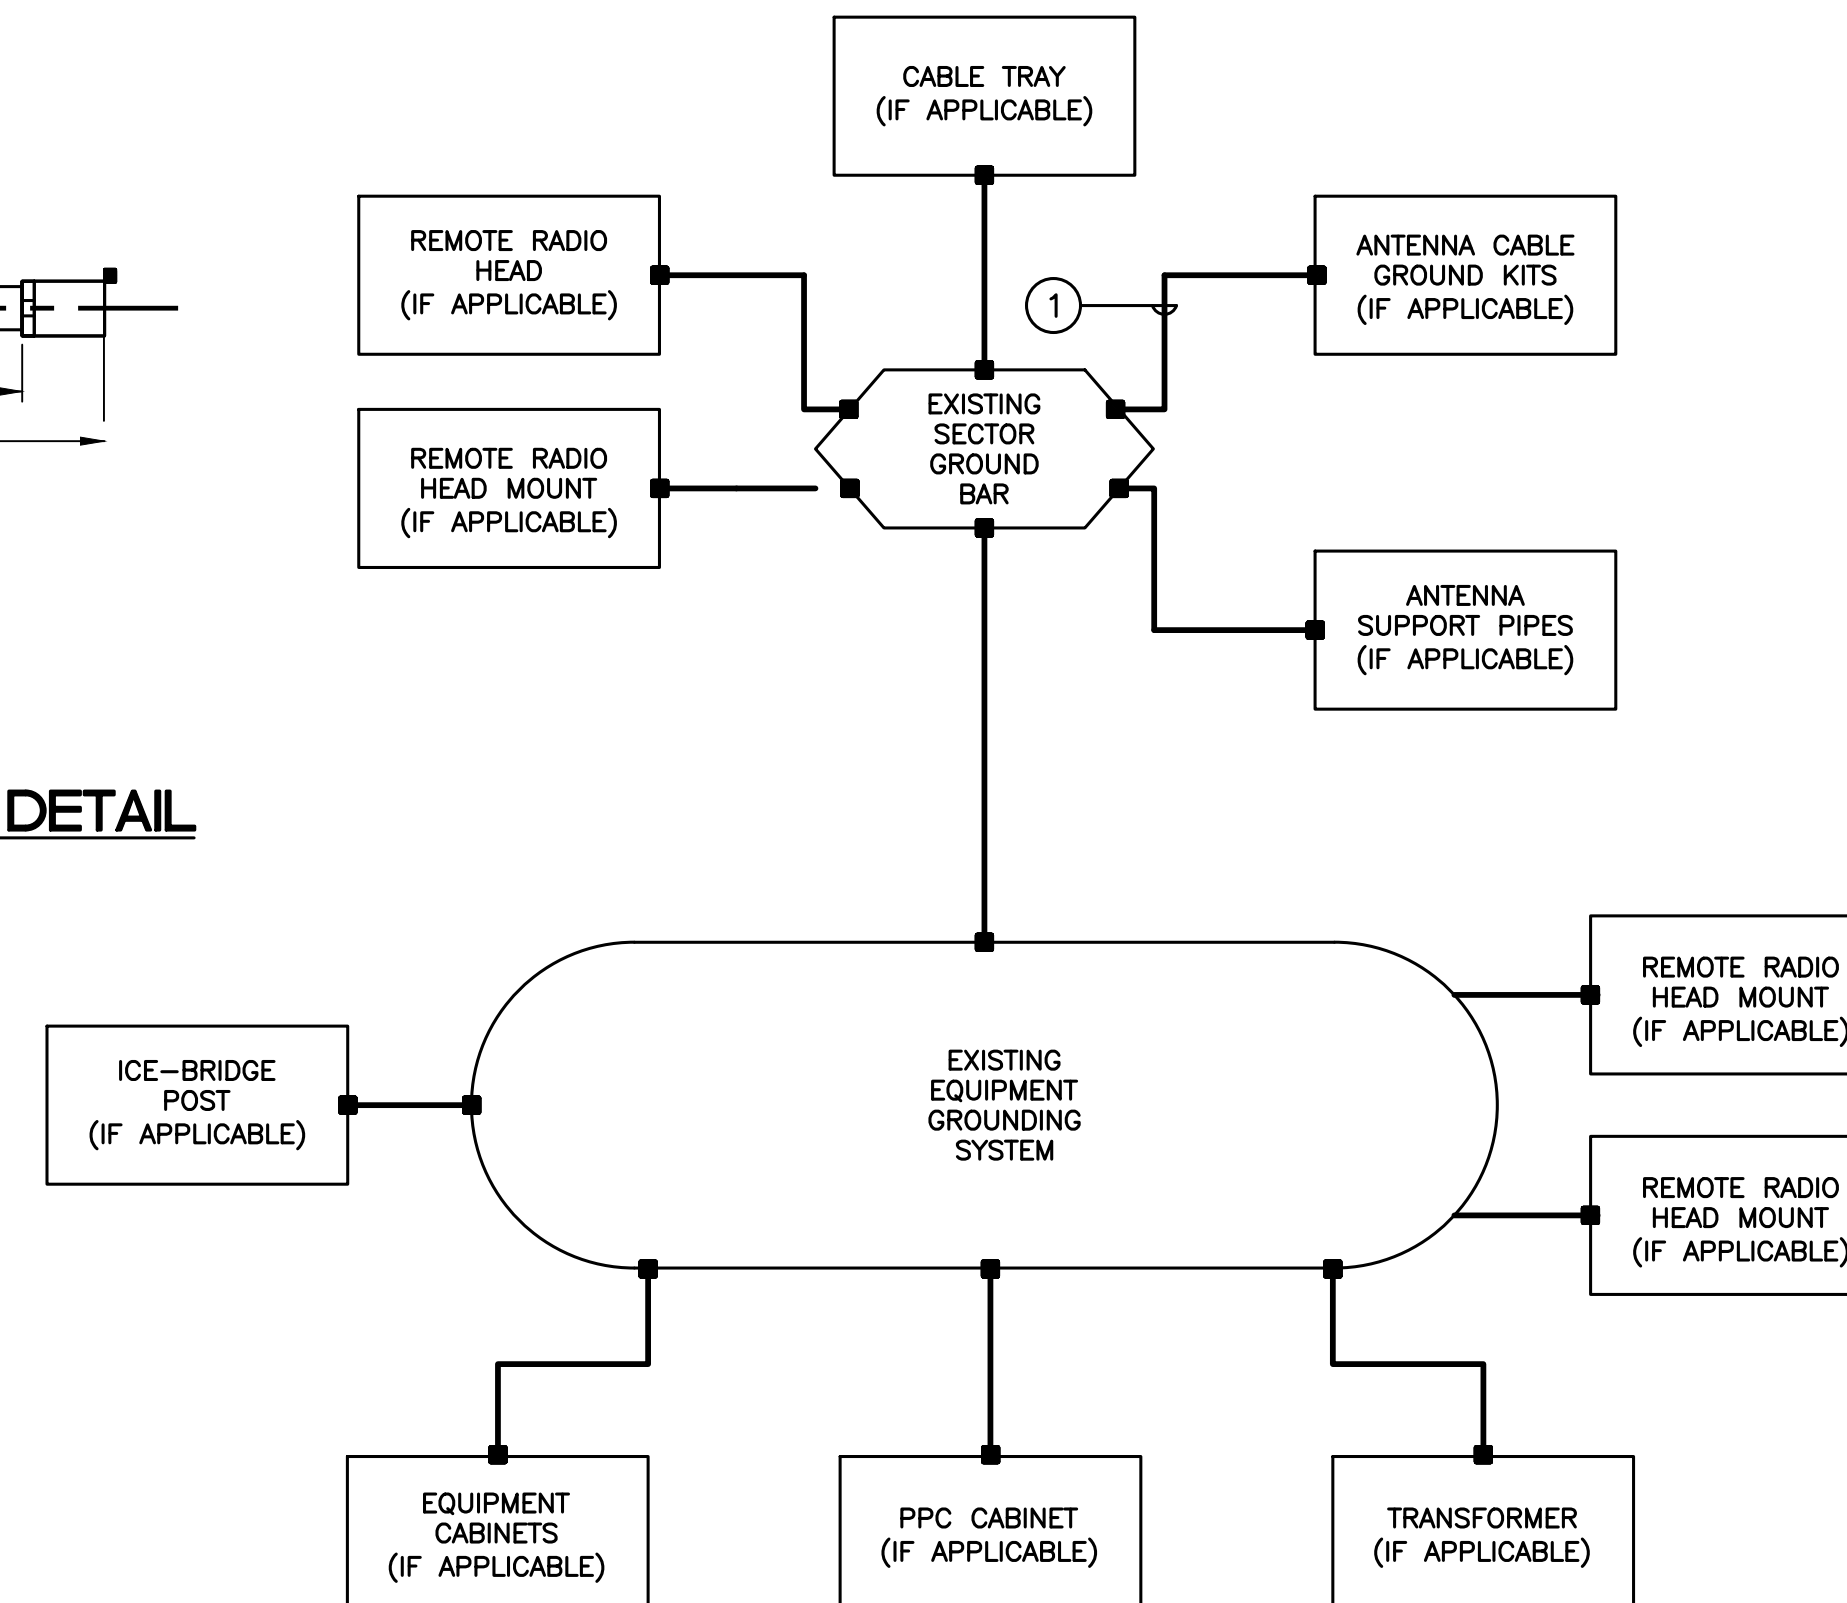 CABLE TRAY
(IF APPLICABLE)
REMOTE RADIO
HEAD
(IF APPLICABLE)
ANTENNA CABLE
GROUND KITS
(IF APPLICABLE)
1
EXISTING
SECTOR
GROUND
BAR
REMOTE RADIO
HEAD MOUNT
(IF APPLICABLE)
ANTENNA
SUPPORT PIPES
(IF APPLICABLE)
DETAIL
REMOTE RADIO
HEAD MOUNT
(IF APPLICABLE)
ICE-BRIDGE
POST
(IF APPLICABLE)
EXISTING
EQUIPMENT
GROUNDING
SYSTEM
REMOTE RADIO
HEAD MOUNT
(IF APPLICABLE)
EQUIPMENT
CABINETS
(IF APPLICABLE)
PPC CABINET
(IF APPLICABLE)
TRANSFORMER
(IF APPLICABLE)